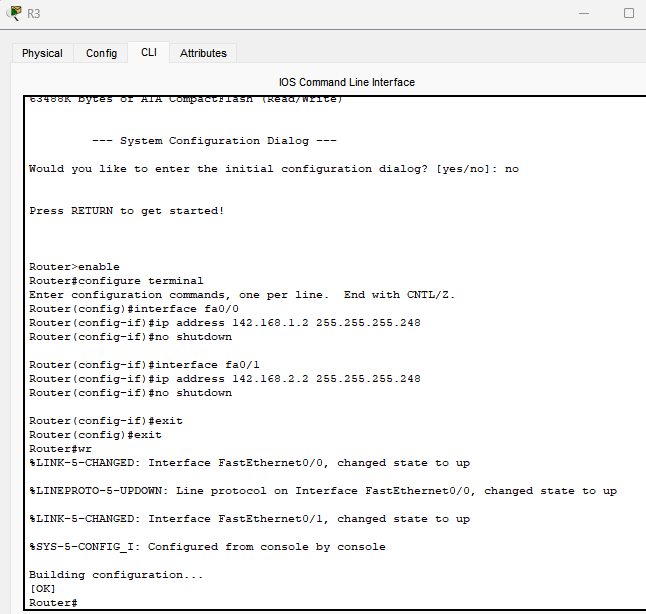 R3
Physical Config CLI Attributes
IOS Command Line Interface
63488K bytes of ATA CompactFlash (Read/Write)
--- System Configuration Dialog ---
Would you like to enter the initial configuration dialog? [yes/no]: no
Press RETURN to get started!
Router>enable
Router#configure terminal
Enter configuration commands, one per line.  End with CNTL/Z.
Router(config)#interface fa0/0
Router(config-if)#ip address 142.168.1.2 255.255.255.248
Router(config-if)#no shutdown
Router(config-if)#interface fa0/1
Router(config-if)#ip address 142.168.2.2 255.255.255.248
Router(config-if)#no shutdown
Router(config-if)#exit
Router(config)#exit
Router#wr
%LINK-5-CHANGED: Interface FastEthernet0/0, changed state to up
%LINEPROTO-5-UPDOWN: Line protocol on Interface FastEthernet0/0, changed state to up
%LINK-5-CHANGED: Interface FastEthernet0/1, changed state to up
%SYS-5-CONFIG_I: Configured from console by console
Building configuration...
[OK]
Router#